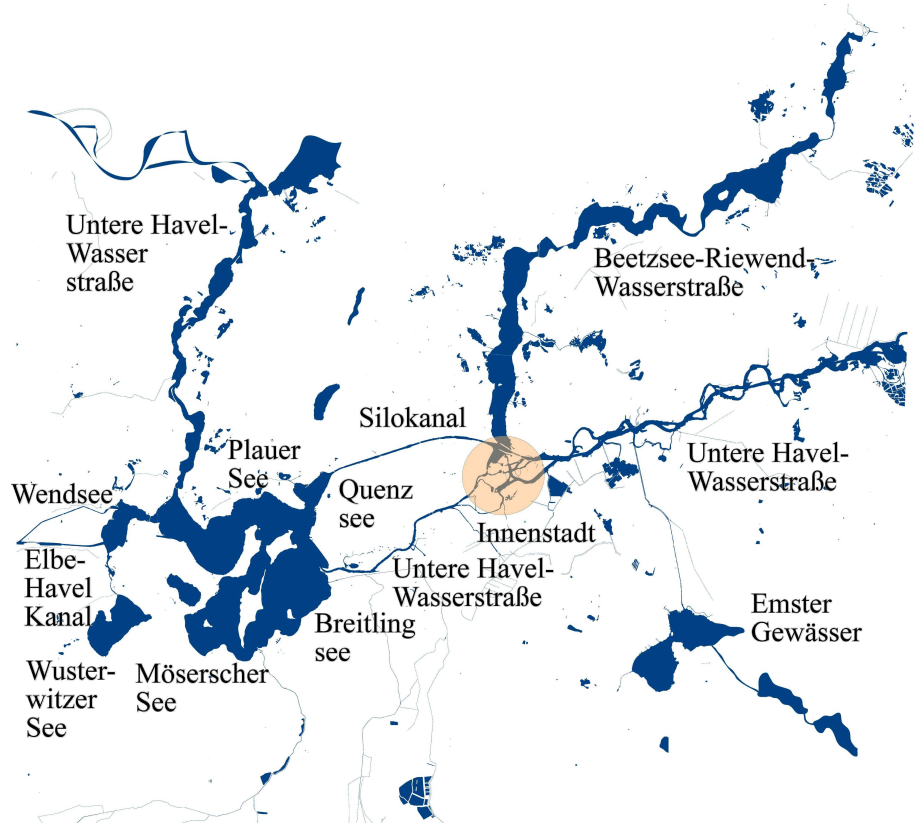 Untere Havel-
Wasser
straße
Beetzsee-Riewend-
Wasserstraße
Silokanal
Plauer
See
Quenz
see
Untere Havel-
Wasserstraße
Wendsee
Innenstadt
Elbe-
Havel
Kanal
Untere Havel-
Wasserstraße
Breitling
see
Emster
Gewässer
Wuster-
witzer
See
Möserscher
See